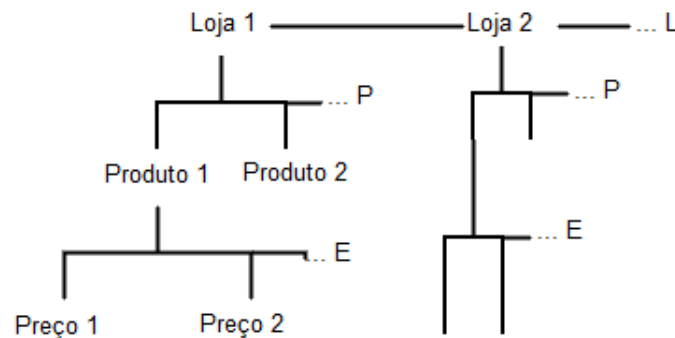 Loja 1 Loja 2 ... L
... P ... P
Produto 1 Produto 2
... E ... E
Preço 1 Preço 2